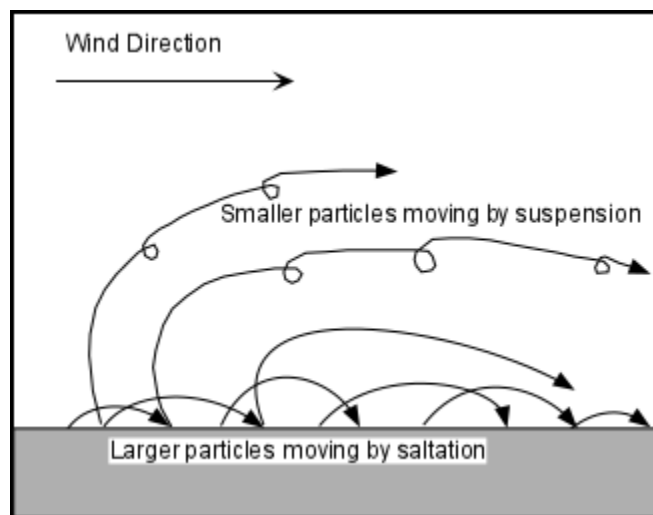 Wind Direction
Smaller particles moving by suspension
Larger particles moving by saltation